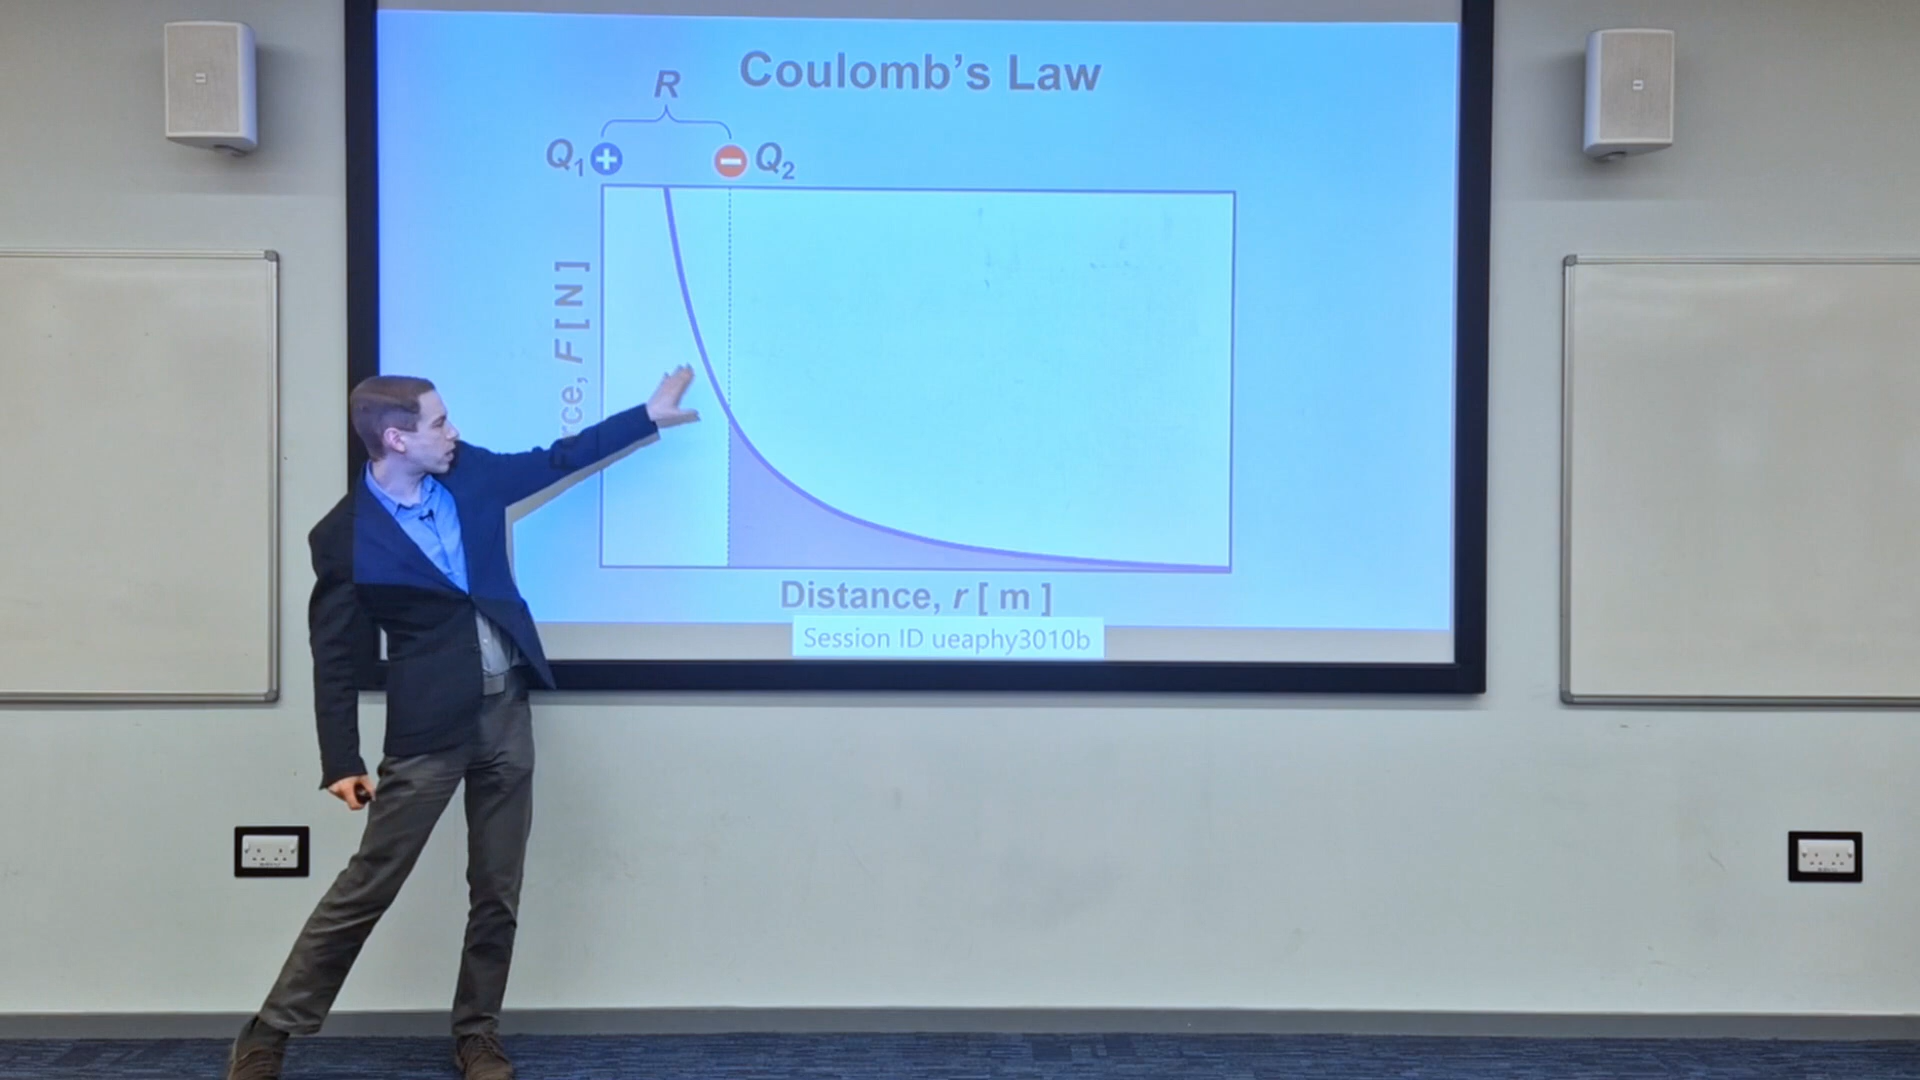 Coulomb's Law
R
Q1 + − Q2
Force, F [ N ]
Distance, r [ m ]
Session ID ueaphy3010b